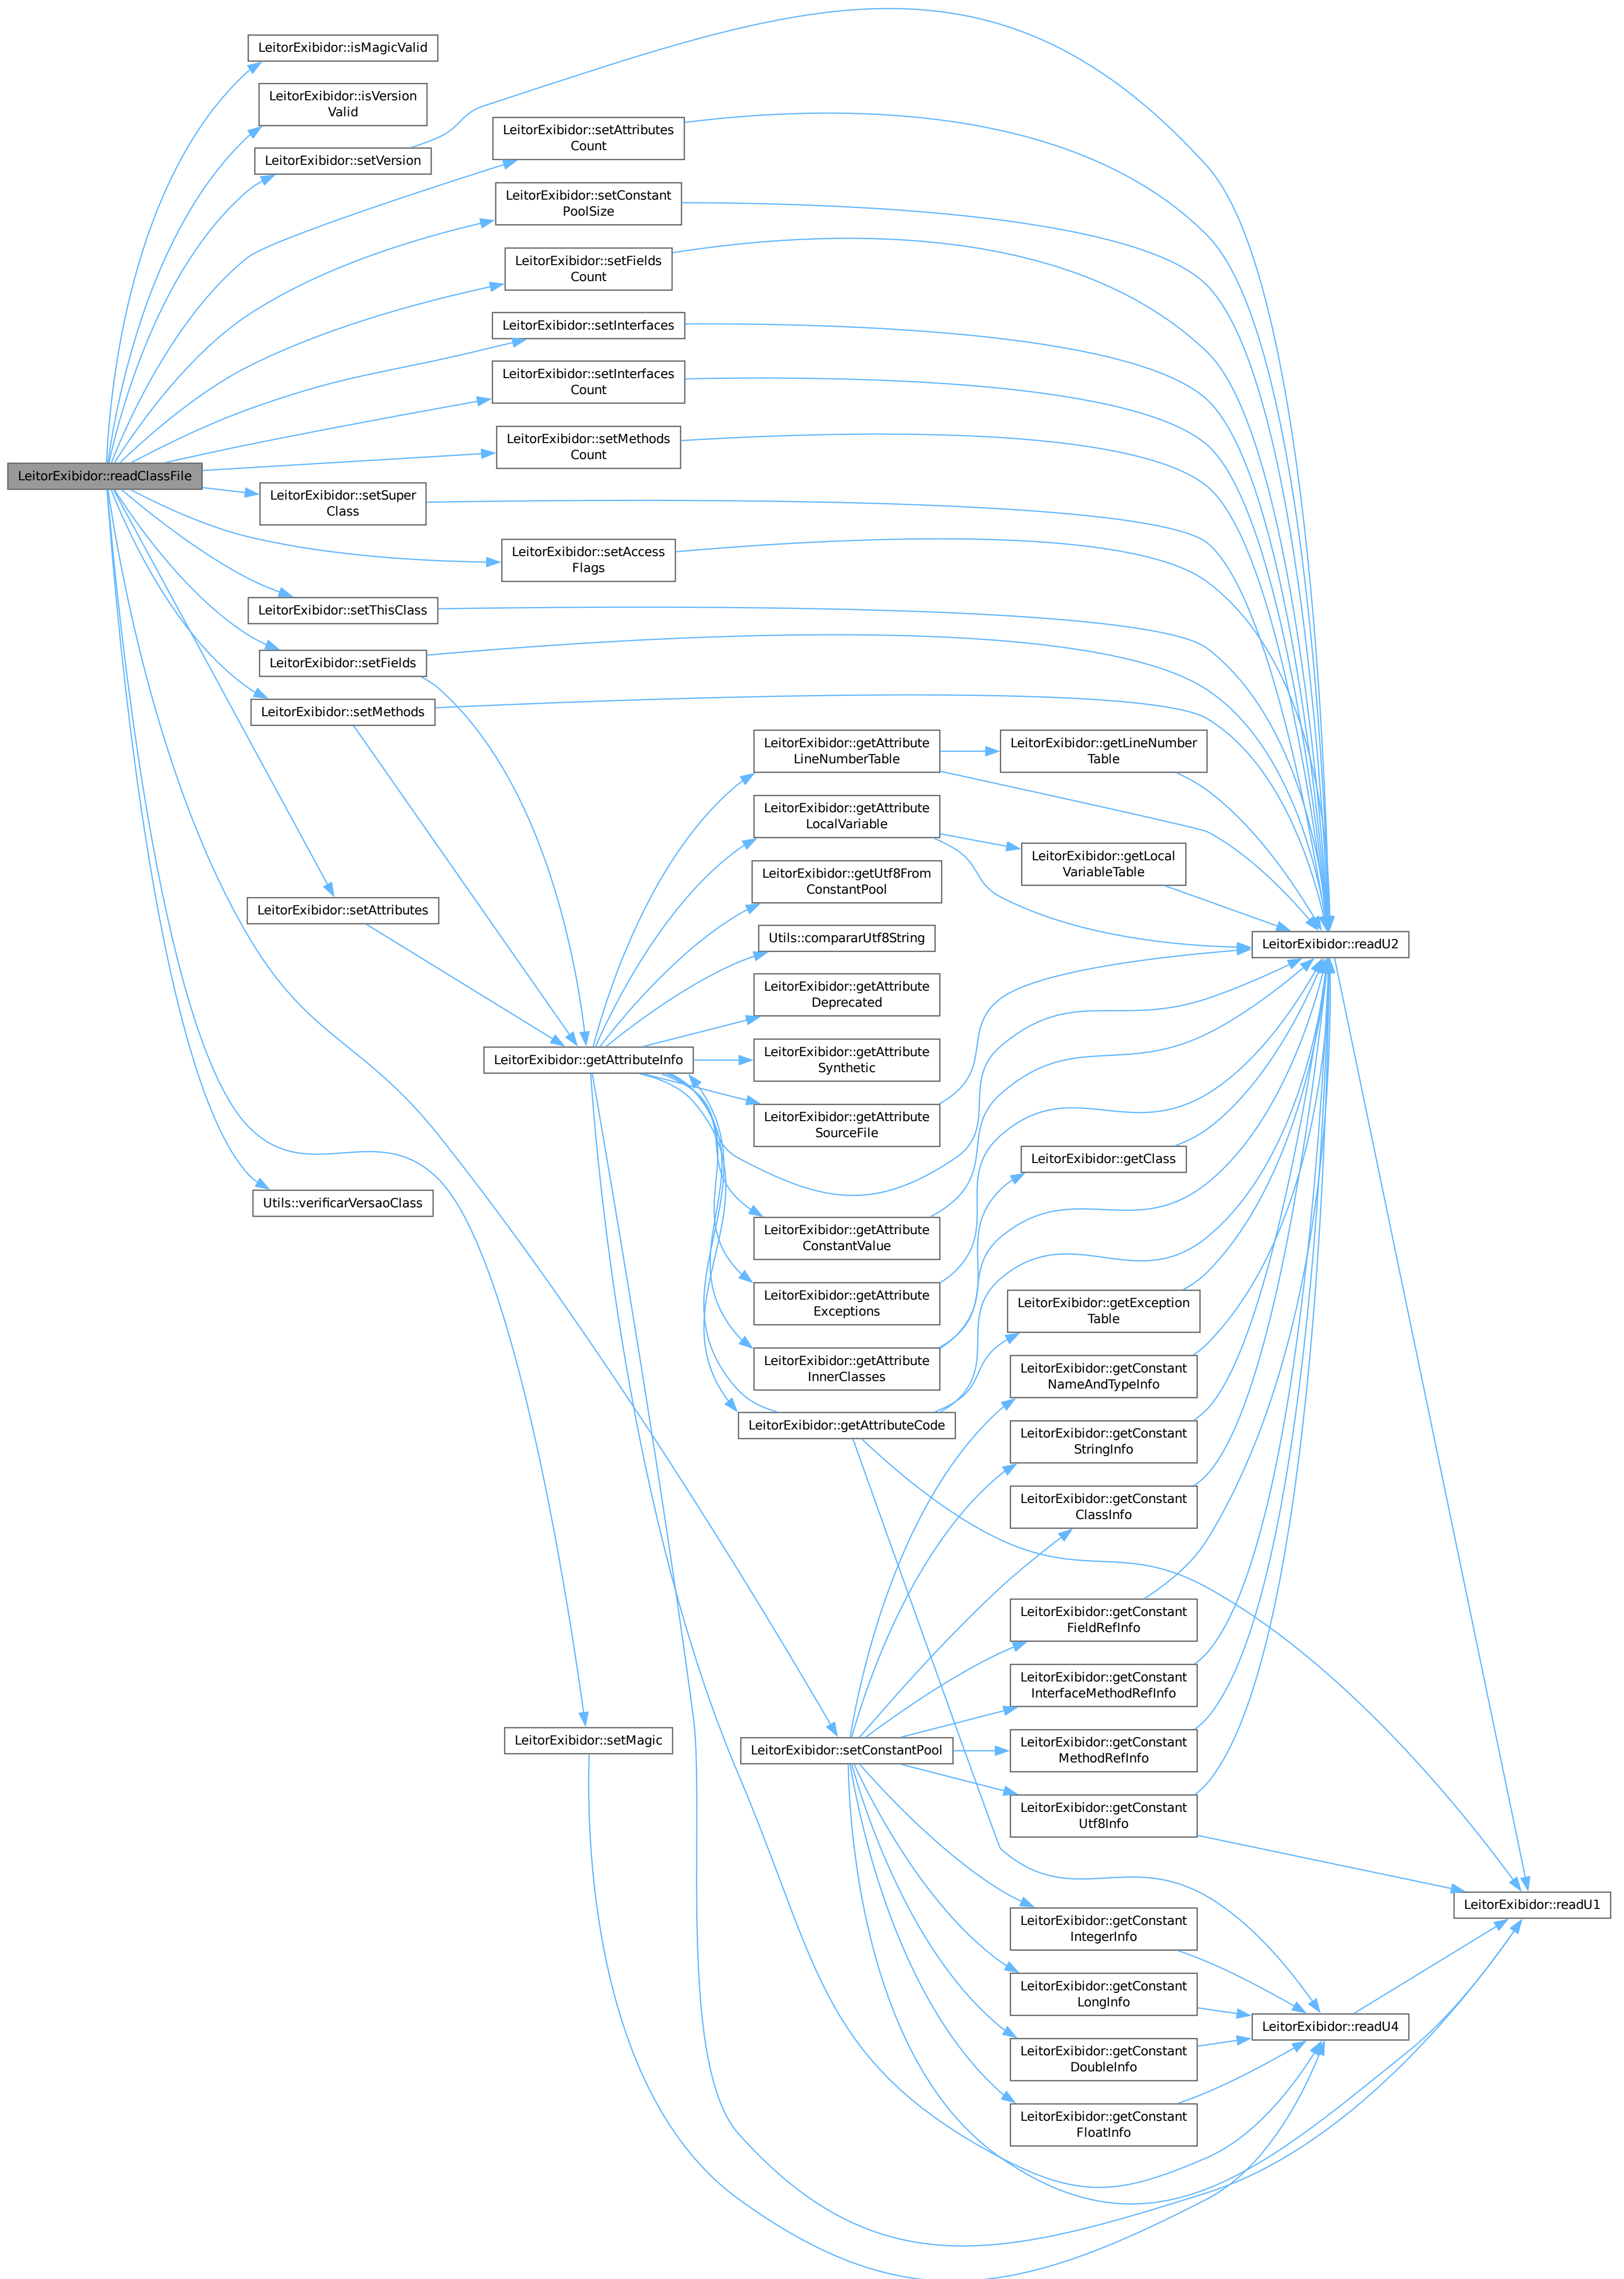 LeitorExibidor::isMagicValid
LeitorExibidor::isVersion
Valid
LeitorExibidor::setVersion
LeitorExibidor::setAttributes
Count
LeitorExibidor::setConstant
PoolSize
LeitorExibidor::setFields
Count
LeitorExibidor::setInterfaces
LeitorExibidor::setInterfaces
Count
LeitorExibidor::setMethods
Count
LeitorExibidor::readClassFile
LeitorExibidor::setSuper
Class
LeitorExibidor::setAccess
Flags
LeitorExibidor::setThisClass
LeitorExibidor::setFields
LeitorExibidor::setMethods
LeitorExibidor::getAttribute
LineNumberTable
LeitorExibidor::getLineNumber
Table
LeitorExibidor::getAttribute
LocalVariable
LeitorExibidor::getLocal
VariableTable
LeitorExibidor::getUtf8From
ConstantPool
LeitorExibidor::setAttributes
Utils::compararUtf8String
LeitorExibidor::readU2
LeitorExibidor::getAttribute
Deprecated
LeitorExibidor::getAttributeInfo
LeitorExibidor::getAttribute
Synthetic
LeitorExibidor::getAttribute
SourceFile
LeitorExibidor::getClass
Utils::verificarVersaoClass
LeitorExibidor::getAttribute
ConstantValue
LeitorExibidor::getAttribute
Exceptions
LeitorExibidor::getException
Table
LeitorExibidor::getAttribute
InnerClasses
LeitorExibidor::getConstant
NameAndTypeInfo
LeitorExibidor::getAttributeCode
LeitorExibidor::getConstant
StringInfo
LeitorExibidor::getConstant
ClassInfo
LeitorExibidor::getConstant
FieldRefInfo
LeitorExibidor::getConstant
InterfaceMethodRefInfo
LeitorExibidor::setMagic
LeitorExibidor::setConstantPool
LeitorExibidor::getConstant
MethodRefInfo
LeitorExibidor::getConstant
Utf8Info
LeitorExibidor::readU1
LeitorExibidor::getConstant
IntegerInfo
LeitorExibidor::getConstant
LongInfo
LeitorExibidor::readU4
LeitorExibidor::getConstant
DoubleInfo
LeitorExibidor::getConstant
FloatInfo